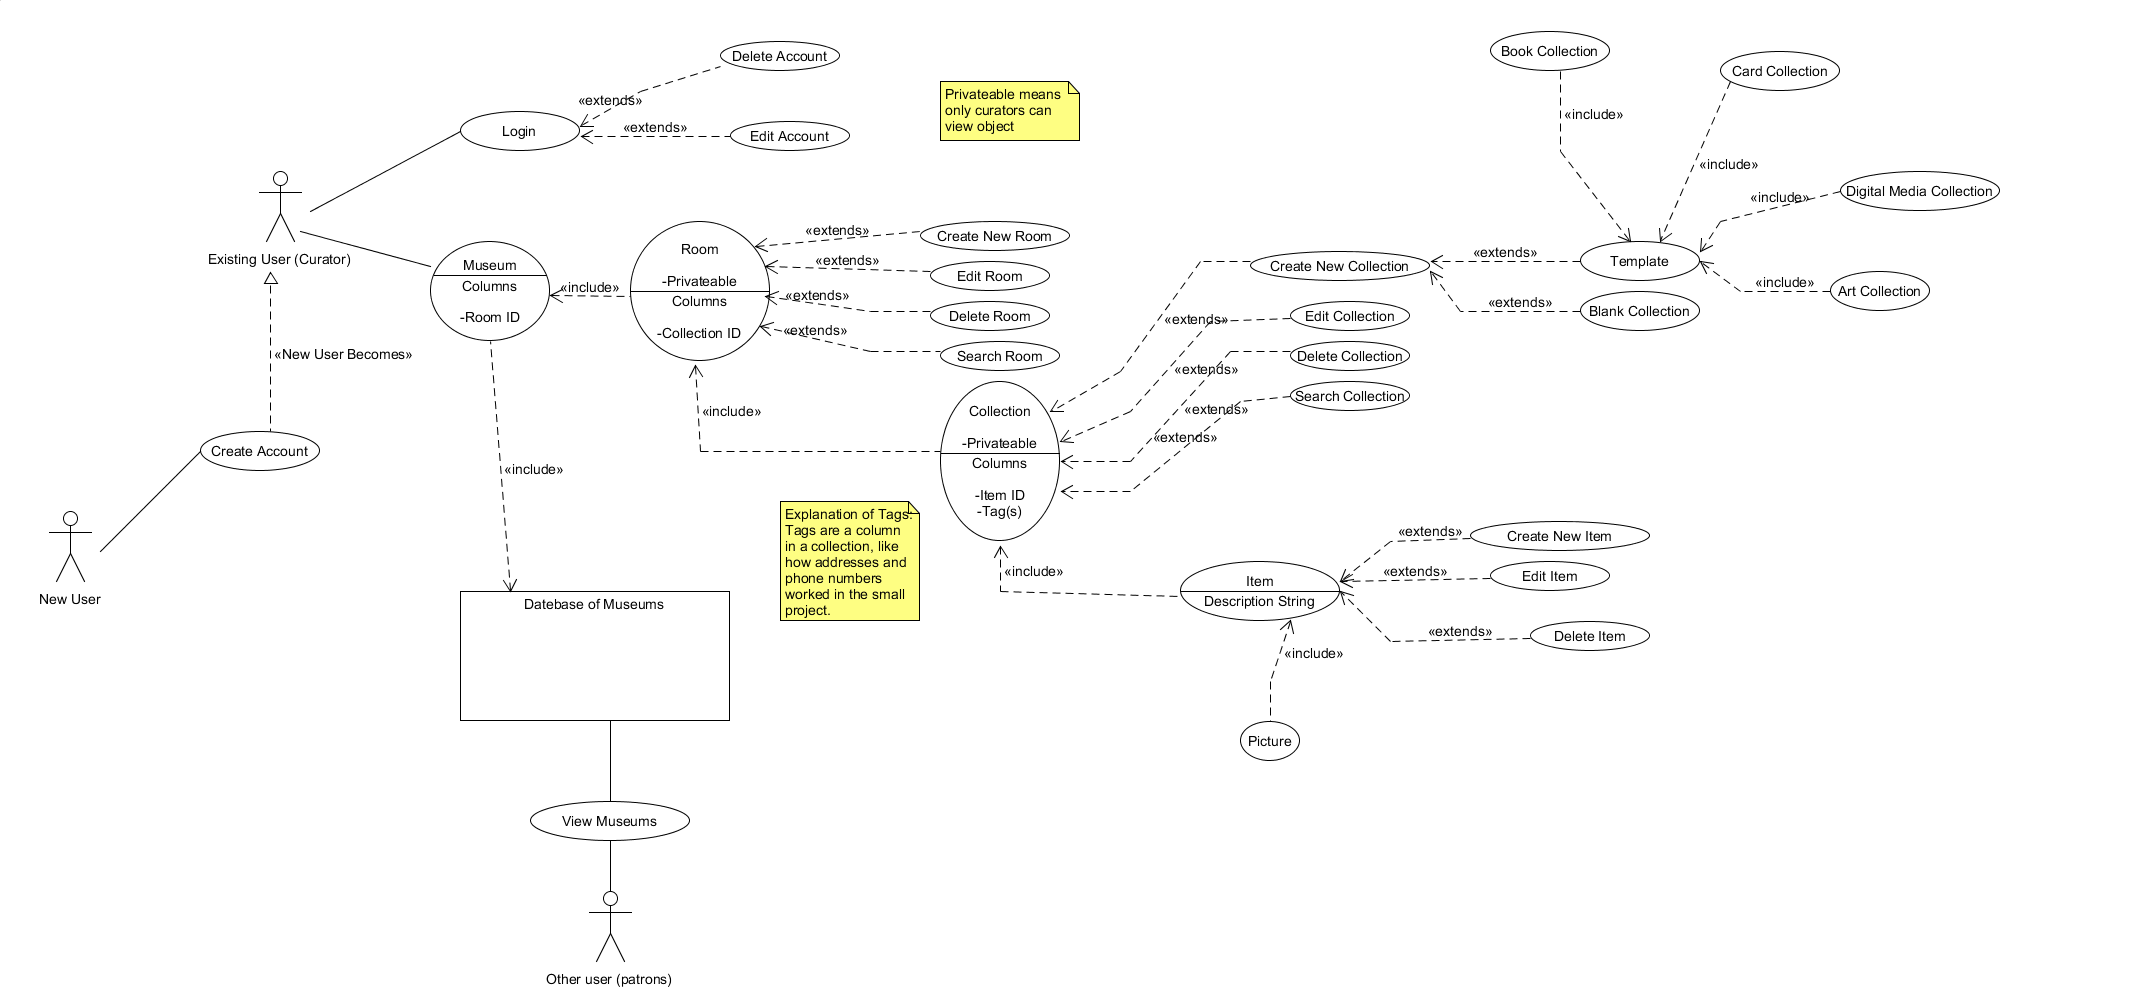 Book Collection
Delete Account
Card Collection
Privateable means
only curators can
view object
«extends»
«include»
Login
«extends»
Edit Account
«include»
Digital Media Collection
«include»
Room
«extends»
Create New Room
Existing User (Curator)
Museum
-Privateable
«extends»
Edit Room
Create New Collection
«extends»
Template
Columns
«include»
Columns
«extends»
Delete Room
«include»
Art Collection
-Room ID
-Collection ID
«extends»
Search Room
«extends»
Edit Collection
«extends»
Blank Collection
«New User Becomes»
«extends»
Delete Collection
«extends»
Search Collection
«include»
Collection
-Privateable
«extends»
Columns
-Item ID
-Tag(s)
Create Account
«include»
Explanation of Tags:
Tags are a column
in a collection, like
how addresses and
phone numbers
worked in the small
project.
«include»
«extends»
Create New Item
Item
«extends»
Edit Item
Description String
«extends»
Delete Item
New User
Datebase of Museums
«include»
Picture
View Museums
Other user (patrons)